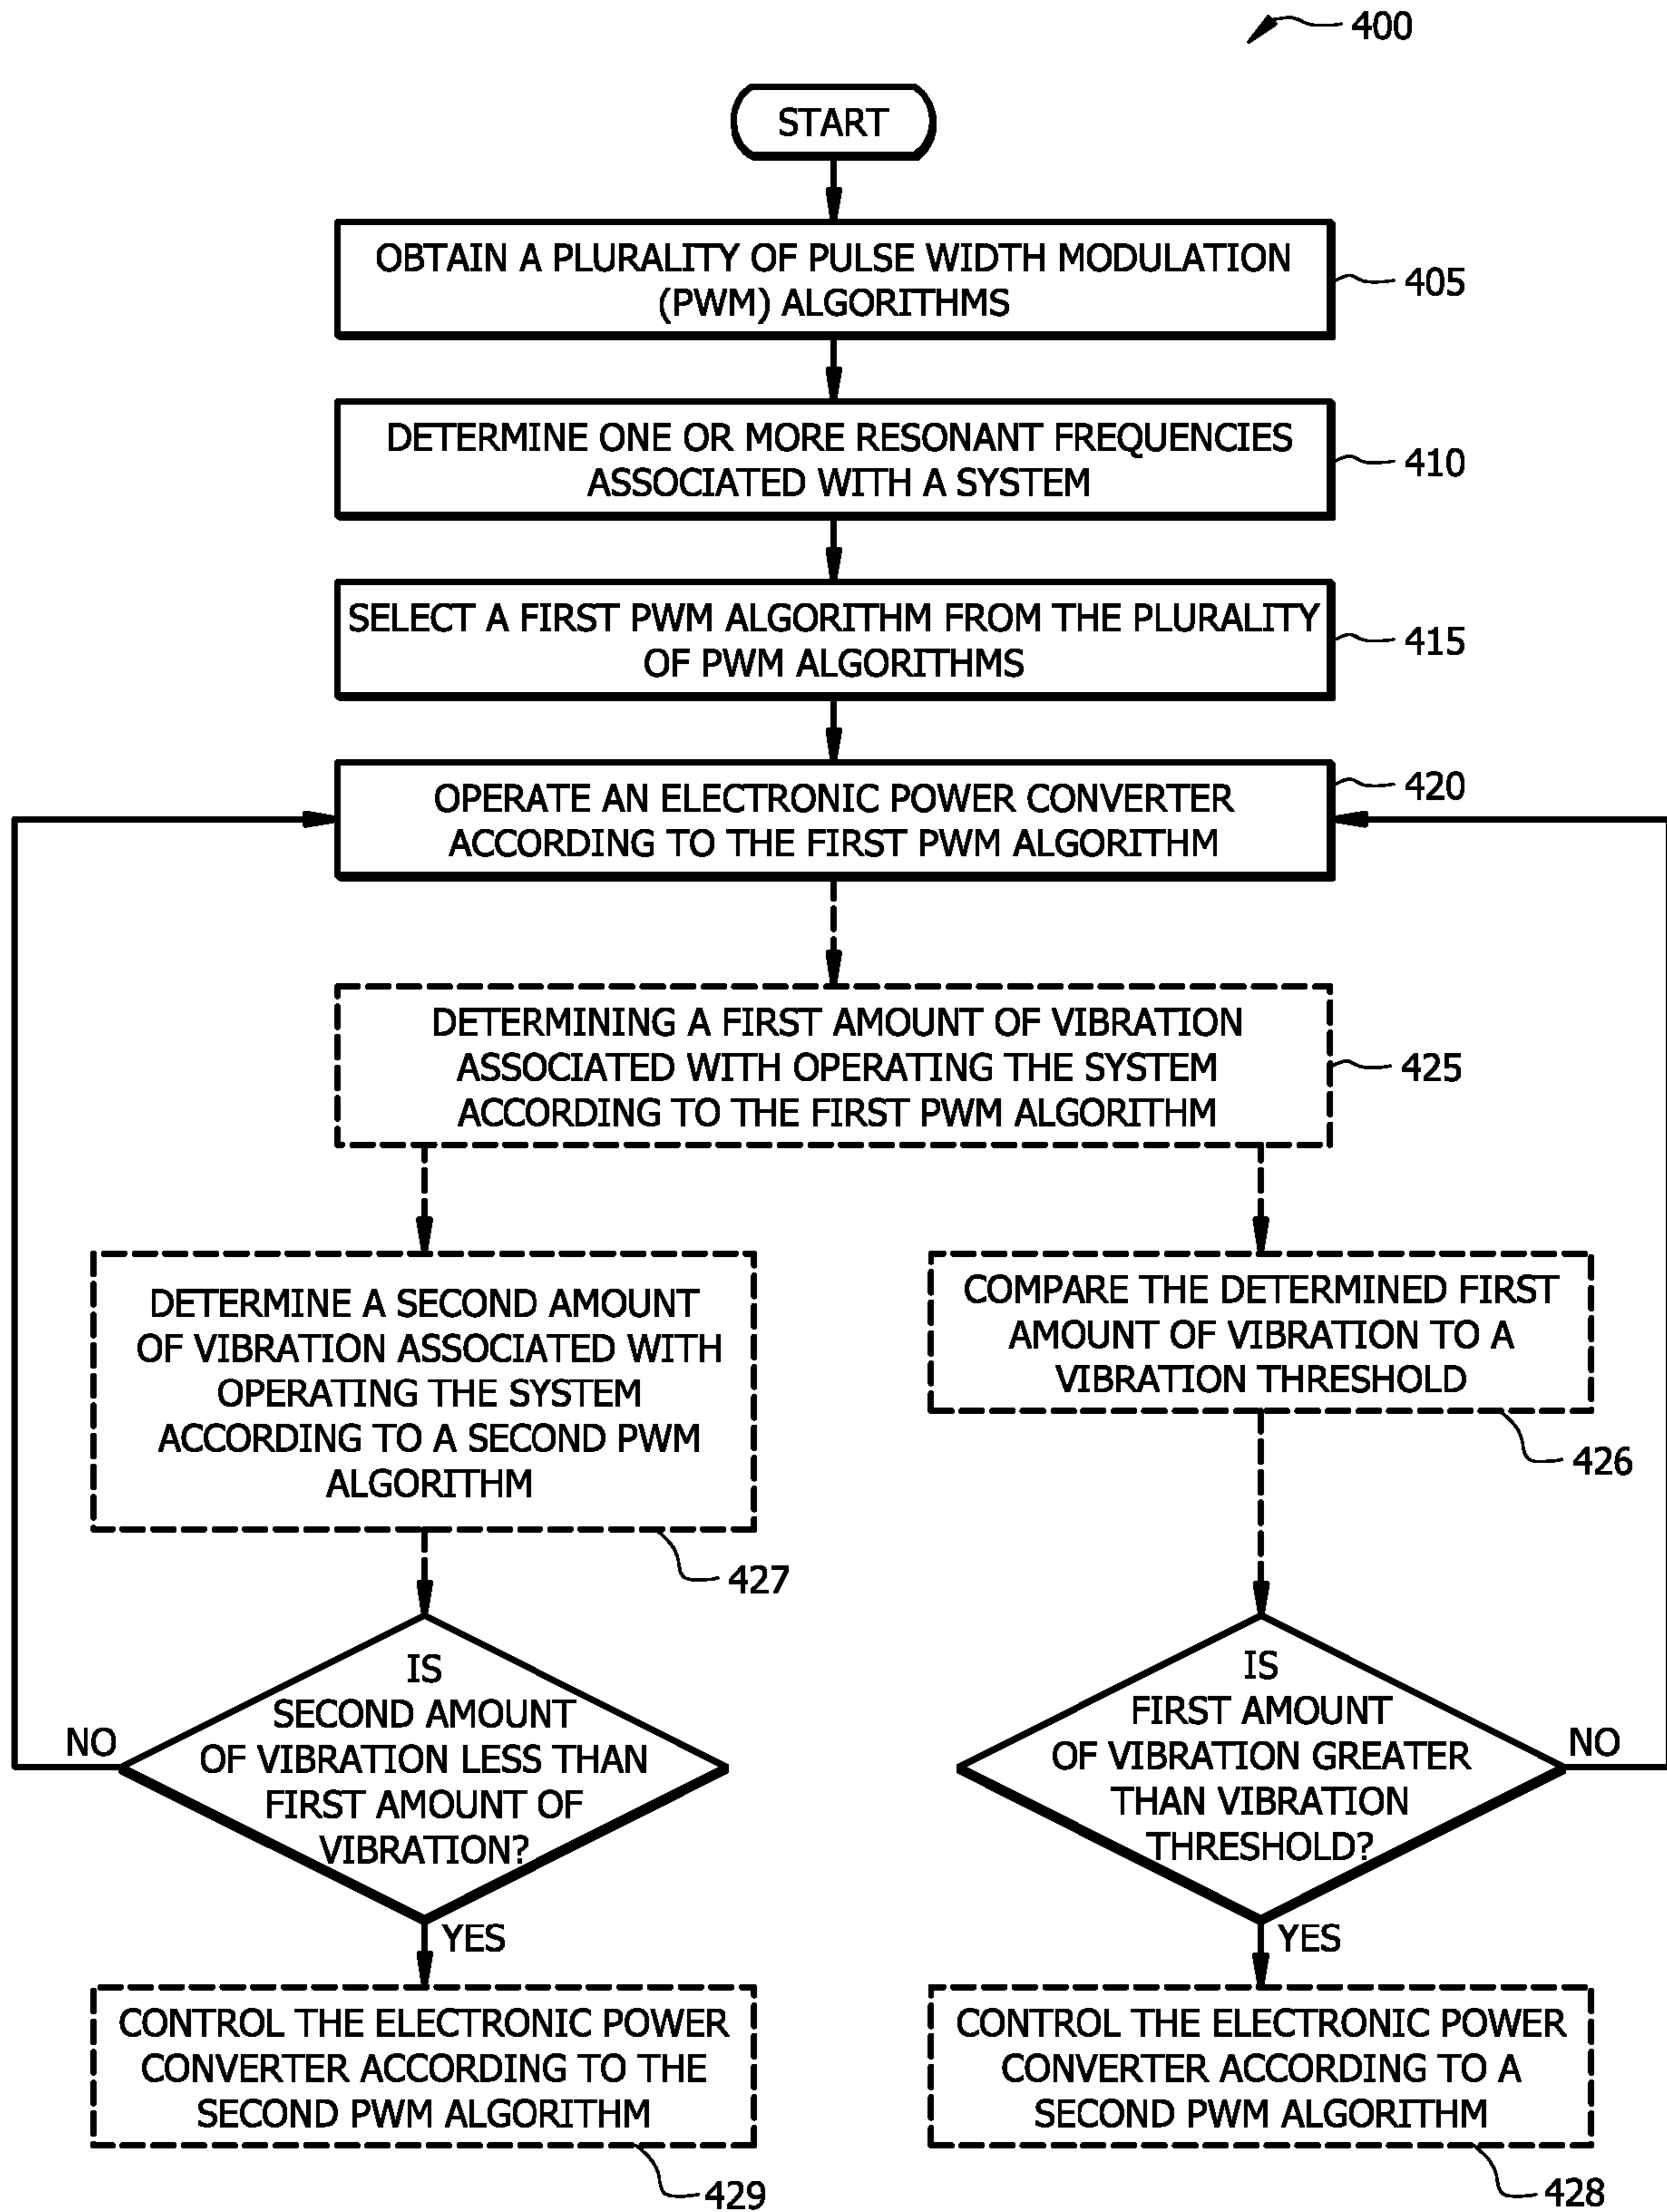 400
START
OBTAIN A PLURALITY OF PULSE WIDTH MODULATION
(PWM) ALGORITHMS
405
DETERMINE ONE OR MORE RESONANT FREQUENCIES
ASSOCIATED WITH A SYSTEM
410
SELECT A FIRST PWM ALGORITHM FROM THE PLURALITY
OF PWM ALGORITHMS
415
OPERATE AN ELECTRONIC POWER CONVERTER
ACCORDING TO THE FIRST PWM ALGORITHM
420
DETERMINING A FIRST AMOUNT OF VIBRATION
ASSOCIATED WITH OPERATING THE SYSTEM
ACCORDING TO THE FIRST PWM ALGORITHM
425
DETERMINE A SECOND AMOUNT
OF VIBRATION ASSOCIATED WITH
OPERATING THE SYSTEM
ACCORDING TO A SECOND PWM
ALGORITHM
427
COMPARE THE DETERMINED FIRST
AMOUNT OF VIBRATION TO A
VIBRATION THRESHOLD
426
IS
SECOND AMOUNT
OF VIBRATION LESS THAN
FIRST AMOUNT OF
VIBRATION?
NO
YES
IS
FIRST AMOUNT
OF VIBRATION GREATER
THAN VIBRATION
THRESHOLD?
NO
YES
CONTROL THE ELECTRONIC POWER
CONVERTER ACCORDING TO THE
SECOND PWM ALGORITHM
429
CONTROL THE ELECTRONIC POWER
CONVERTER ACCORDING TO A
SECOND PWM ALGORITHM
428